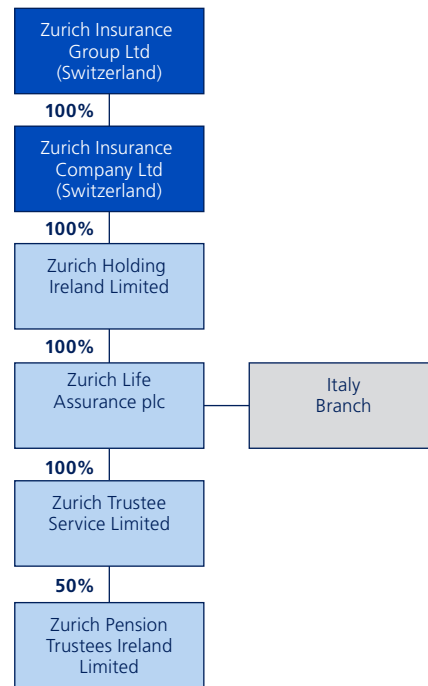 Zurich Insurance
Group Ltd
(Switzerland)
100%
Zurich Insurance
Company Ltd
(Switzerland)
100%
Zurich Holding
Ireland Limited
100%
Zurich Life
Assurance plc
Italy
Branch
100%
Zurich Trustee
Service Limited
50%
Zurich Pension
Trustees Ireland
Limited